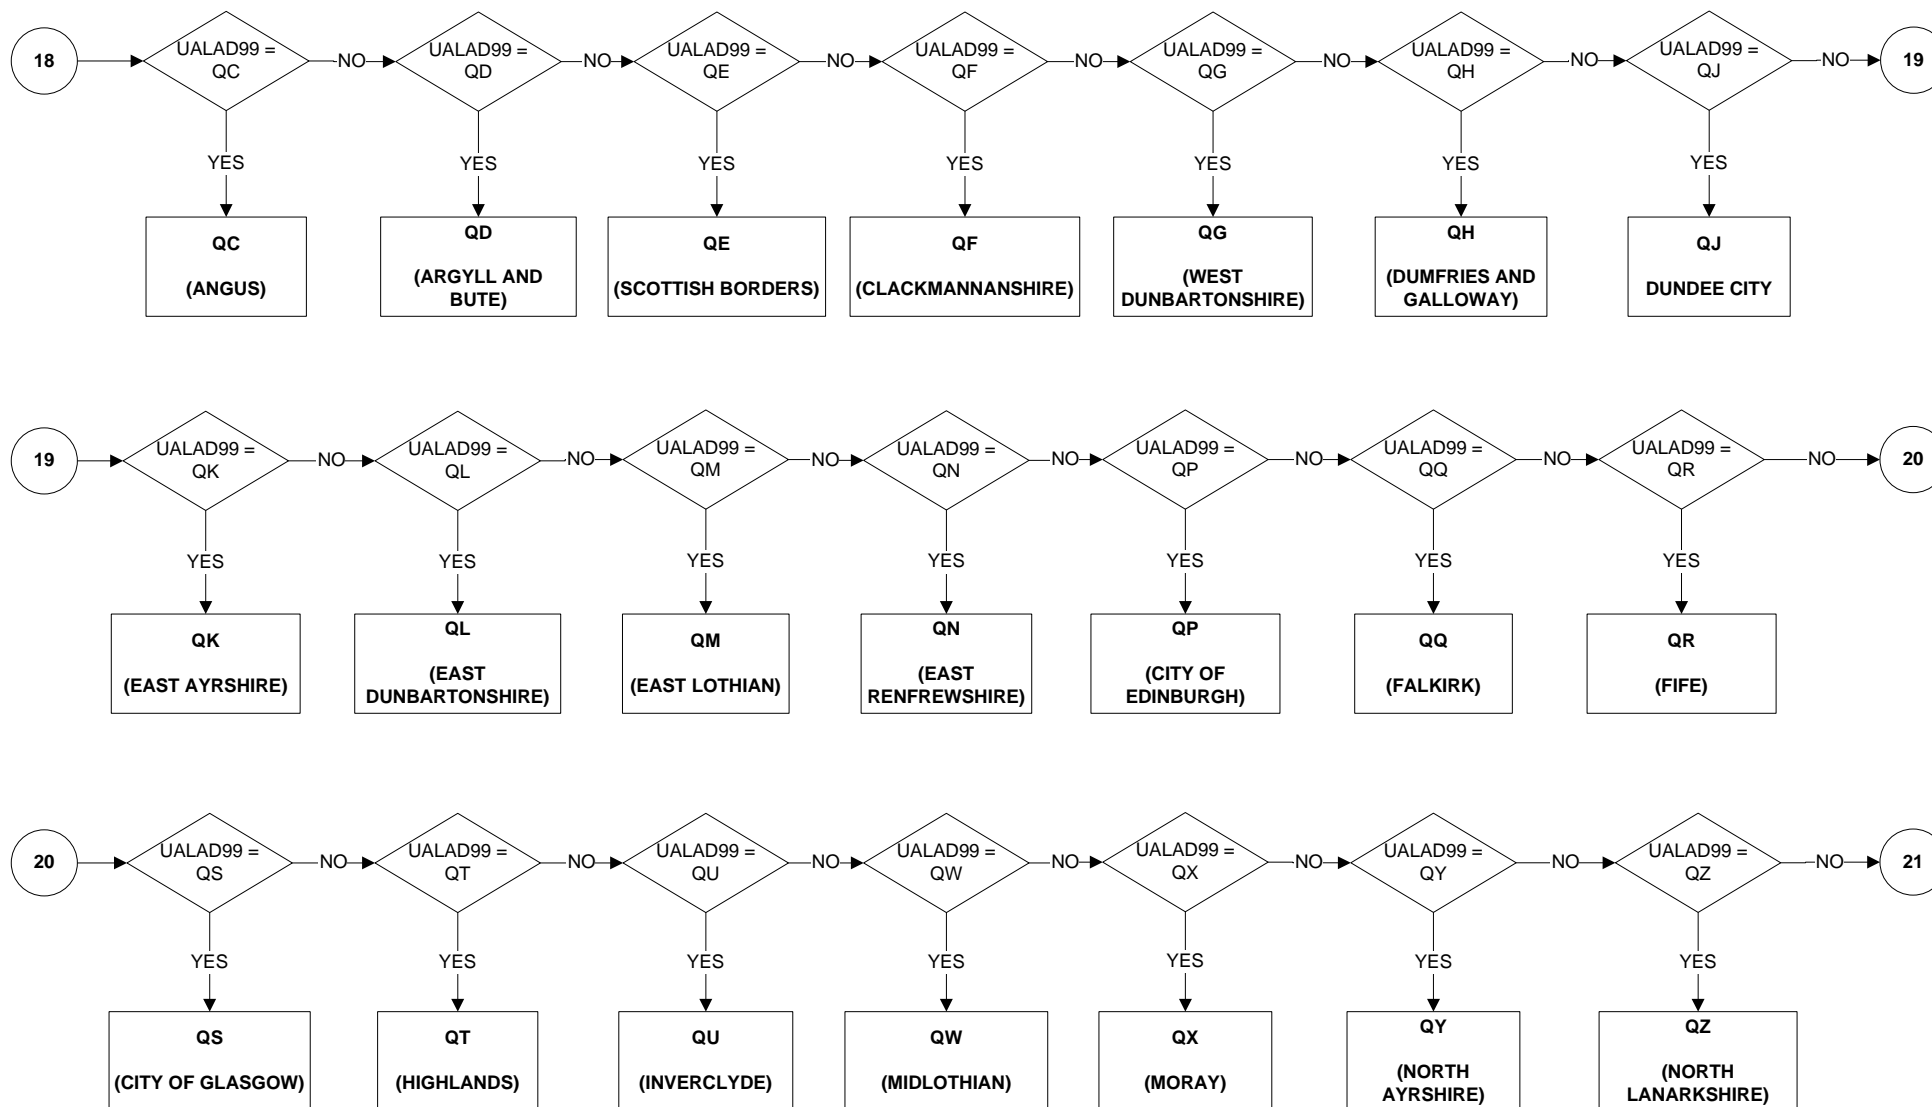 18
UALAD99 =
QC
NO
UALAD99 =
QD
NO
UALAD99 =
QE
NO
UALAD99 =
QF
NO
UALAD99 =
QG
NO
UALAD99 =
QH
NO
UALAD99 =
QJ
NO
19
YES
YES
YES
YES
YES
YES
YES
QC
(ANGUS)
QD
(ARGYLL AND
BUTE)
QE
(SCOTTISH BORDERS)
QF
(CLACKMANNANSHIRE)
QG
(WEST
DUNBARTONSHIRE)
QH
(DUMFRIES AND
GALLOWAY)
QJ
DUNDEE CITY
19
UALAD99 =
QK
NO
UALAD99 =
QL
NO
UALAD99 =
QM
NO
UALAD99 =
QN
NO
UALAD99 =
QP
NO
UALAD99 =
QQ
NO
UALAD99 =
QR
NO
20
YES
YES
YES
YES
YES
YES
YES
QK
(EAST AYRSHIRE)
QL
(EAST
DUNBARTONSHIRE)
QM
(EAST LOTHIAN)
QN
(EAST
RENFREWSHIRE)
QP
(CITY OF
EDINBURGH)
QQ
(FALKIRK)
QR
(FIFE)
20
UALAD99 =
QS
NO
UALAD99 =
QT
NO
UALAD99 =
QU
NO
UALAD99 =
QW
NO
UALAD99 =
QX
NO
UALAD99 =
QY
NO
UALAD99 =
QZ
NO
21
YES
YES
YES
YES
YES
YES
YES
QS
(CITY OF GLASGOW)
QT
(HIGHLANDS)
QU
(INVERCLYDE)
QW
(MIDLOTHIAN)
QX
(MORAY)
QY
(NORTH
AYRSHIRE)
QZ
(NORTH
LANARKSHIRE)